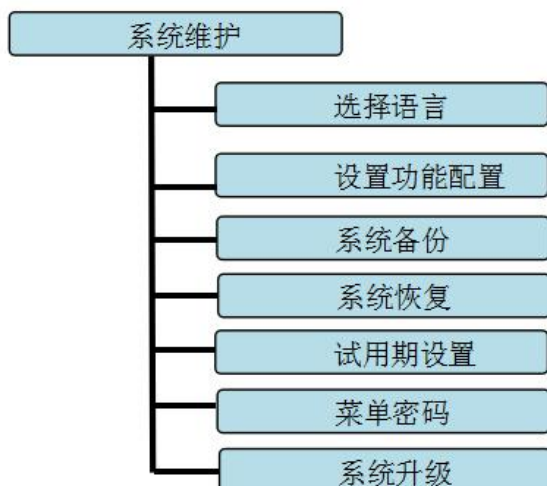 系统维护
选择语言
设置功能配置
系统备份
系统恢复
试用期设置
菜单密码
系统升级